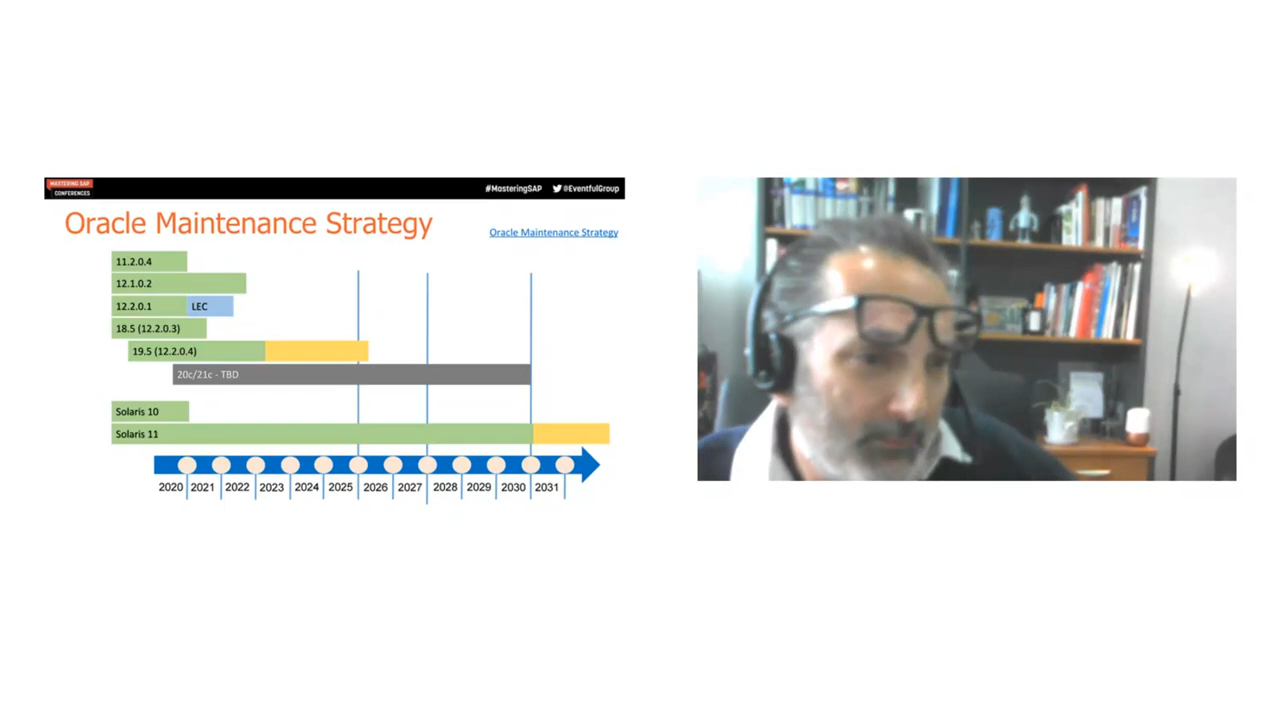 MASTERING SAP
CONFERENCES
#MasteringSAP @EventfulGroup
Oracle Maintenance Strategy
Oracle Maintenance Strategy
11.2.0.4
12.1.0.2
12.2.0.1 LEC
18.5 (12.2.0.3)
19.5 (12.2.0.4)
20c/21c - TBD
Solaris 10
Solaris 11
2020 2021 2022 2023 2024 2025 2026 2027 2028 2029 2030 2031